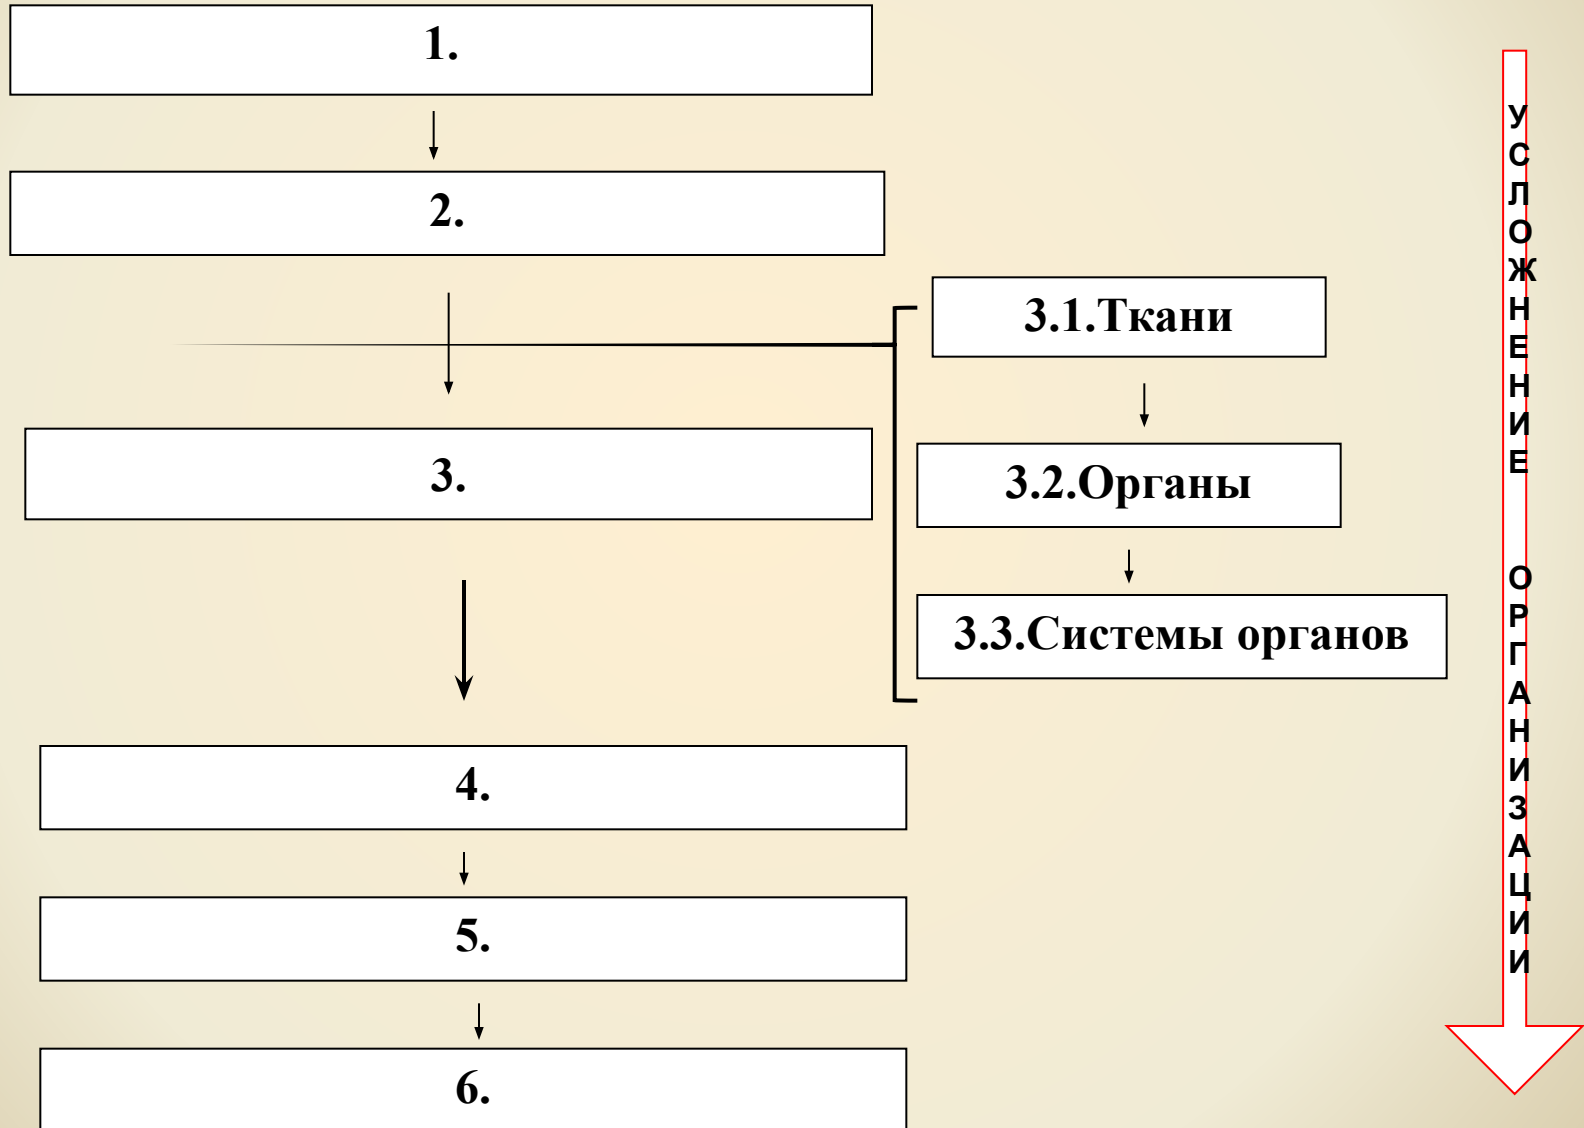 1.
2.
3.1.Ткани
3.
3.2.Органы
3.3.Системы органов
4.
5.
6.
УСЛОЖНЕНИЕ ОРГАНИЗАЦИИ